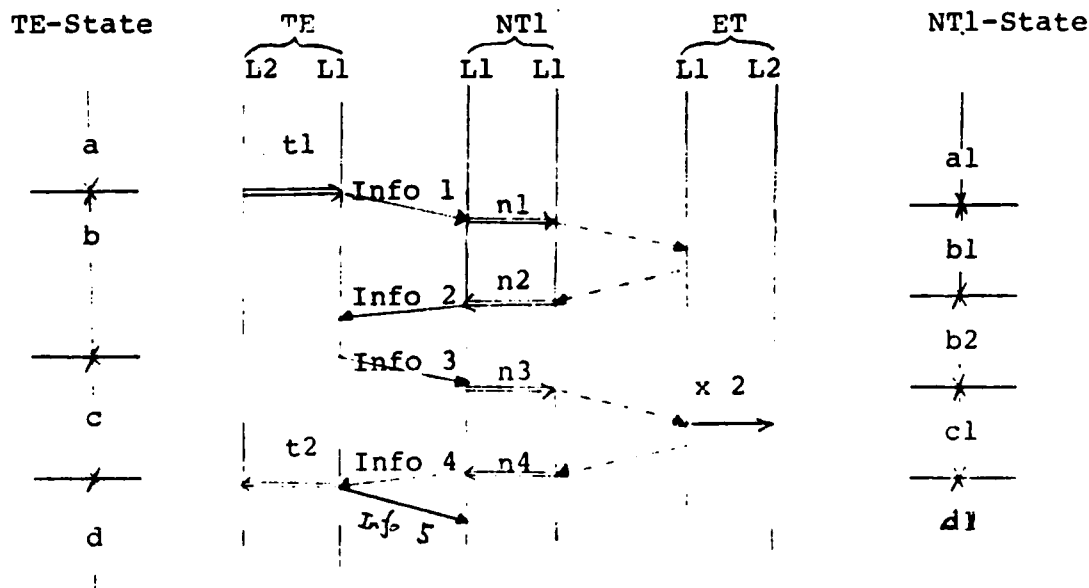 TE-State TE NT1 ET NT1-State
L2 L1 L1 L1 L1 L2
a t1 a1
Info 1 n1
b b1
Info 2 n2
b2
Info 3 n3 x 2
c c1
t2 Info 4 n4
Info 5 d1
d